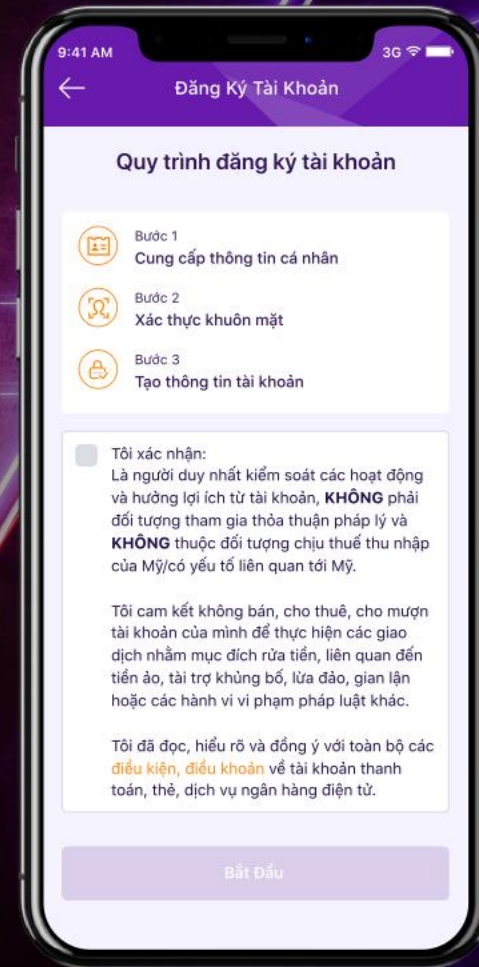 9:41 AM
3G
Đăng Ký Tài Khoản
Quy trình đăng ký tài khoản
Bước 1
Cung cấp thông tin cá nhân
Bước 2
Xác thực khuôn mặt
Bước 3
Tạo thông tin tài khoản
Tôi xác nhận:
Là người duy nhất kiểm soát các hoạt động
và hưởng lợi ích từ tài khoản, KHÔNG phải
đối tượng tham gia thỏa thuận pháp lý và
KHÔNG thuộc đối tượng chịu thuế thu nhập
của Mỹ/có yếu tố liên quan tới Mỹ.
Tôi cam kết không bán, cho thuê, cho mượn
tài khoản của mình để thực hiện các giao
dịch nhằm mục đích rửa tiền, liên quan đến
tiền ảo, tài trợ khủng bố, lừa đảo, gian lận
hoặc các hành vi vi phạm pháp luật khác.
Tôi đã đọc, hiểu rõ và đồng ý với toàn bộ các
điều kiện, điều khoản về tài khoản thanh
toán, thẻ, dịch vụ ngân hàng điện tử.
Bắt Đầu